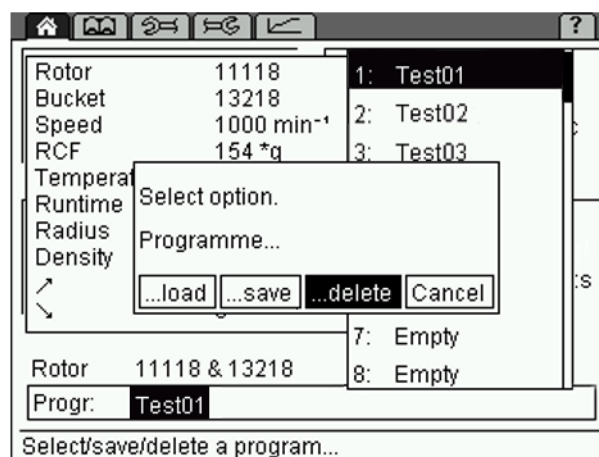 ?
Rotor 11118
Bucket 13218
Speed 1000 min⁻¹
RCF 154 *g
Runtime
Radius
Density
1: Test01
2: Test02
3: Test03
Select option.
Programme...
...load ...save ...delete Cancel
7: Empty
8: Empty
Rotor 11118 & 13218
Progr: Test01
Select/save/delete a program...